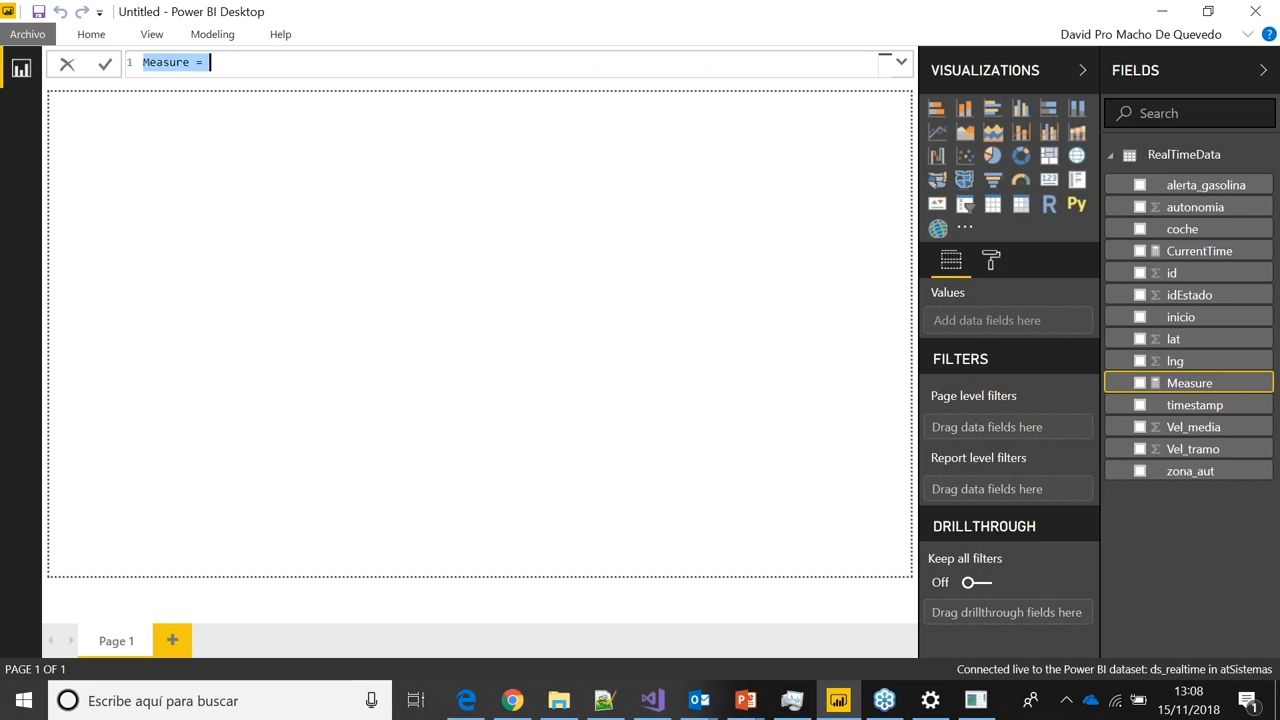 Untitled - Power BI Desktop
Archivo
Home
View
Modeling
Help
David Pro Macho De Quevedo
?
1 Measure =
VISUALIZATIONS
FIELDS
Search
RealTimeData
123
R
Py
alerta_gasolina
Σ autonomia
coche
CurrentTime
Σ id
Σ idEstado
inicio
Σ lat
Σ lng
Measure
timestamp
Σ Vel_media
Σ Vel_tramo
zona_aut
Values
Add data fields here
FILTERS
Page level filters
Drag data fields here
Report level filters
Drag data fields here
DRILLTHROUGH
Keep all filters
Off
Drag drillthrough fields here
Page 1
PAGE 1 OF 1
Connected live to the Power BI dataset: ds_realtime in atSistemas
Escribe aquí para buscar
13:08
15/11/2018
1